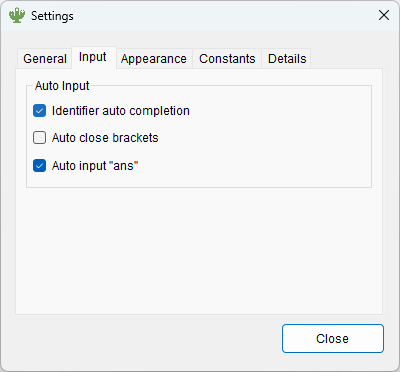 Settings
General Input Appearance Constants Details
Auto Input
Identifier auto completion
Auto close brackets
Auto input "ans"
Close